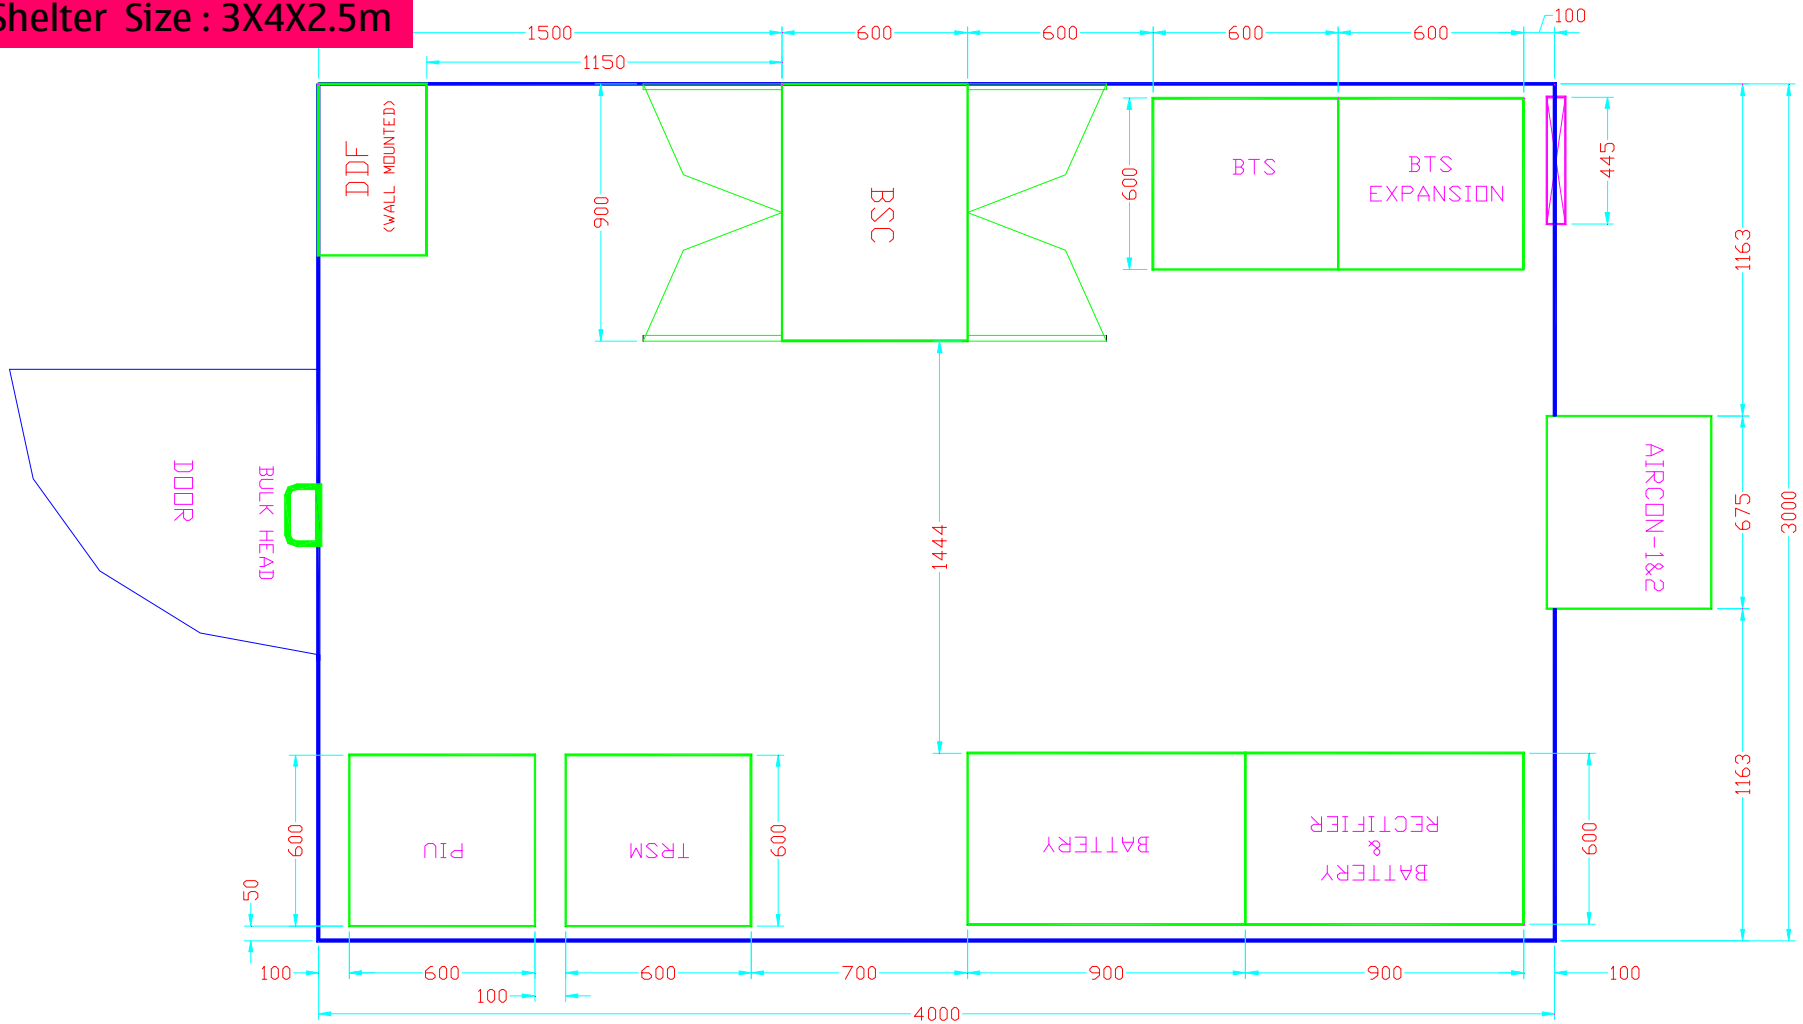 Shelter Size : 3X4X2.5m
1500
600
600
600
600
100
1150
DDF
(WALL MOUNTED)
900
BSC
600
BTS
BTS
EXPANSION
445
1163
DOOR
BULK HEAD
1444
AIRCON-1&2
675
3000
600
PIU
TRSM
600
BATTERY
BATTERY
&
RECTIFIER
600
1163
50
100
600
100
600
700
900
900
100
4000